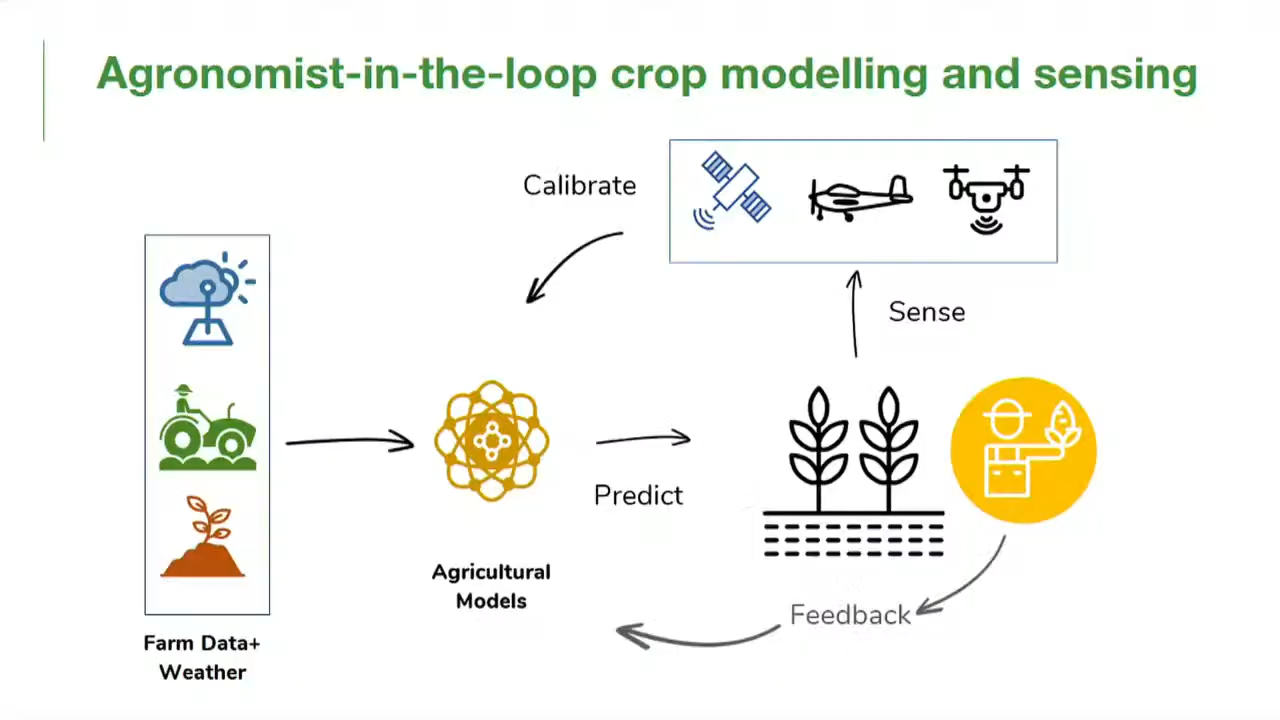 Agronomist-in-the-loop crop modelling and sensing
Calibrate
Sense
Predict
Agricultural
Models
Feedback
Farm Data+
Weather